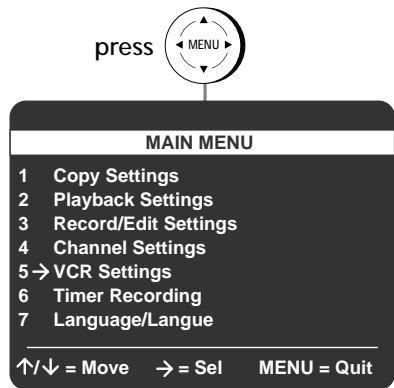 press MENU
MAIN MENU
1 Copy Settings
2 Playback Settings
3 Record/Edit Settings
4 Channel Settings
5→VCR Settings
6 Timer Recording
7 Language/Langue
↑/↓ = Move → = Sel MENU = Quit